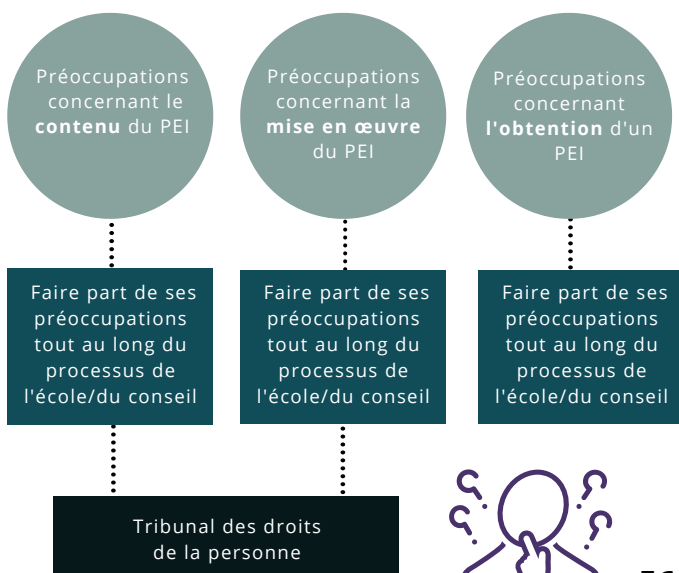 Préoccupations
concernant le
contenu du PEI
Préoccupations
concernant la
mise en œuvre
du PEI
Préoccupations
concernant
l'obtention d'un
PEI
Faire part de ses
préoccupations
tout au long du
processus de
l'école/du conseil
Faire part de ses
préoccupations
tout au long du
processus de
l'école/du conseil
Faire part de ses
préoccupations
tout au long du
processus de
l'école/du conseil
Tribunal des droits
de la personne